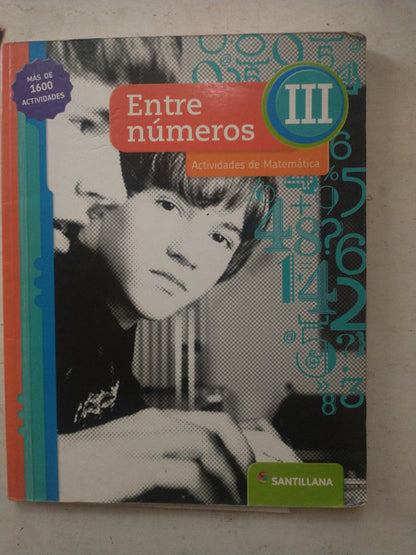 MÁS DE
1600
ACTIVIDADES
Entre
números
III
Actividades de Matemática
SANTILLANA